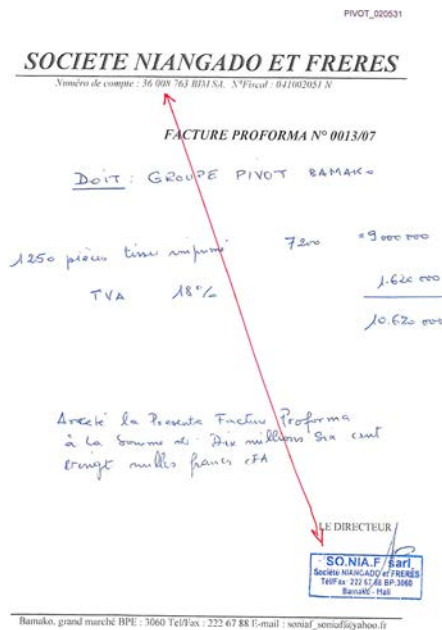 PIVOT_020531
SOCIETE NIANGADO ET FRERES
Numéro de compte : 36 008 763 BIM SA. N°Fiscal : 041002051 N
FACTURE PROFORMA N° 0013/07
DOIT : GROUPE PIVOT BAMAKO
1250 pièces tissu imprimé 7200 = 9 000 000
TVA 18% 1.620 000
10.620 000
Arreté la Presente Facture Proforma
à la Somme de : Dix millions Six cent
vingt milles francs CFA
LE DIRECTEUR
SO.NIA.F sarl
Société NIANGADO et FRERES
Tél/Fax : 222 67 88 BP:3060
Bamako - Mali
Bamako, grand marché BPE : 3060 Tel/Fax : 222 67 88 E-mail : soniaf_soniaf@yahoo.fr